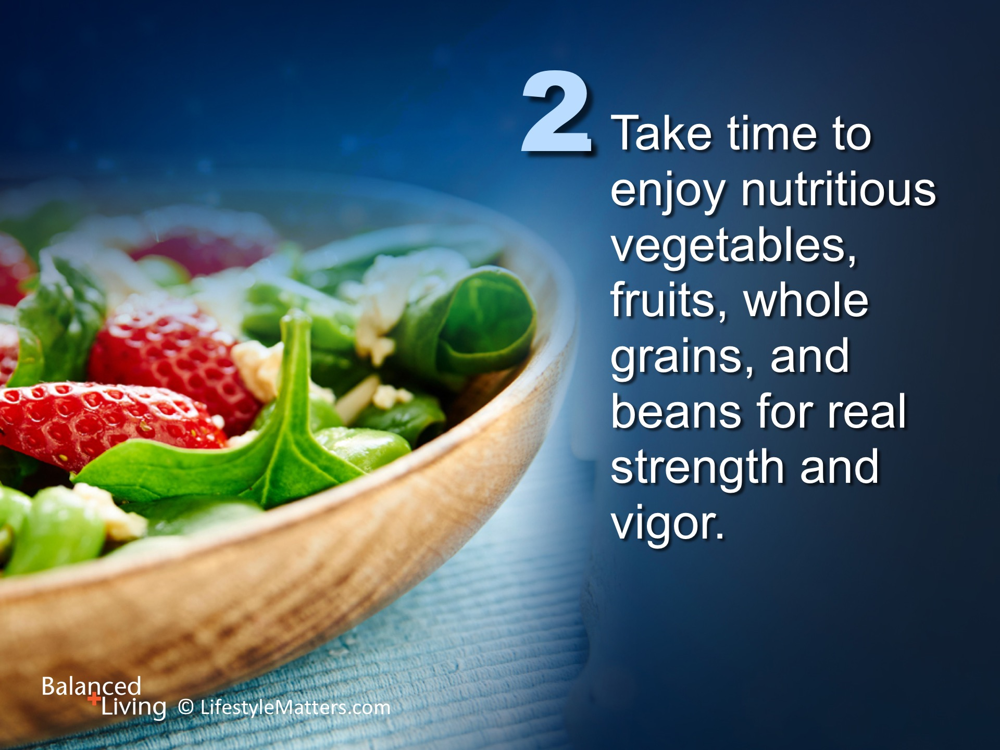 2
Take time to
enjoy nutritious
vegetables,
fruits, whole
grains, and
beans for real
strength and
vigor.
Balanced
Living © LifestyleMatters.com